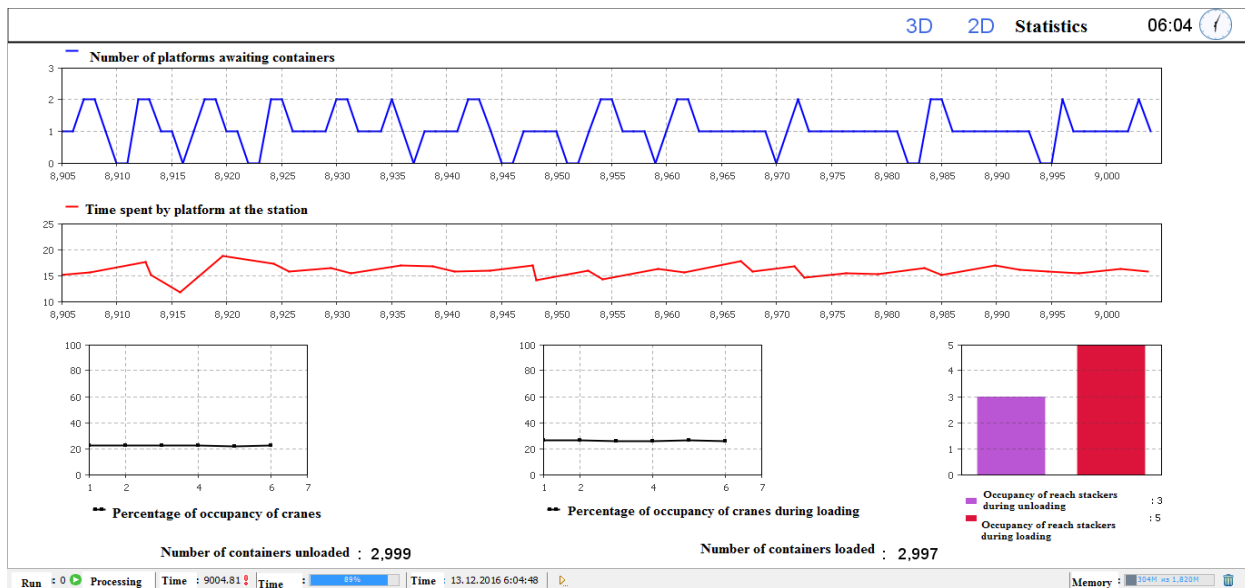 3D 2D Statistics 06:04
Number of platforms awaiting containers
3
2
1
0
8,905 8,910 8,915 8,920 8,925 8,930 8,935 8,940 8,945 8,950 8,955 8,960 8,965 8,970 8,975 8,980 8,985 8,990 8,995 9,000
Time spent by platform at the station
25
20
15
10
8,905 8,910 8,915 8,920 8,925 8,930 8,935 8,940 8,945 8,950 8,955 8,960 8,965 8,970 8,975 8,980 8,985 8,990 8,995 9,000
100
80
60
40
20
0
1 2 4 6 7
Percentage of occupancy of cranes
100
80
60
40
20
0
1 2 4 6 7
Percentage of occupancy of cranes during loading
5
4
3
2
1
0
Occupancy of reach stackers
during unloading : 3
Occupancy of reach stackers
during loading : 5
Number of containers unloaded : 2,999
Number of containers loaded : 2,997
Run : 0 Processing Time : 9004.81 Time : 89% Time : 13.12.2016 6:04:48 Memory : 304M из 1,820M